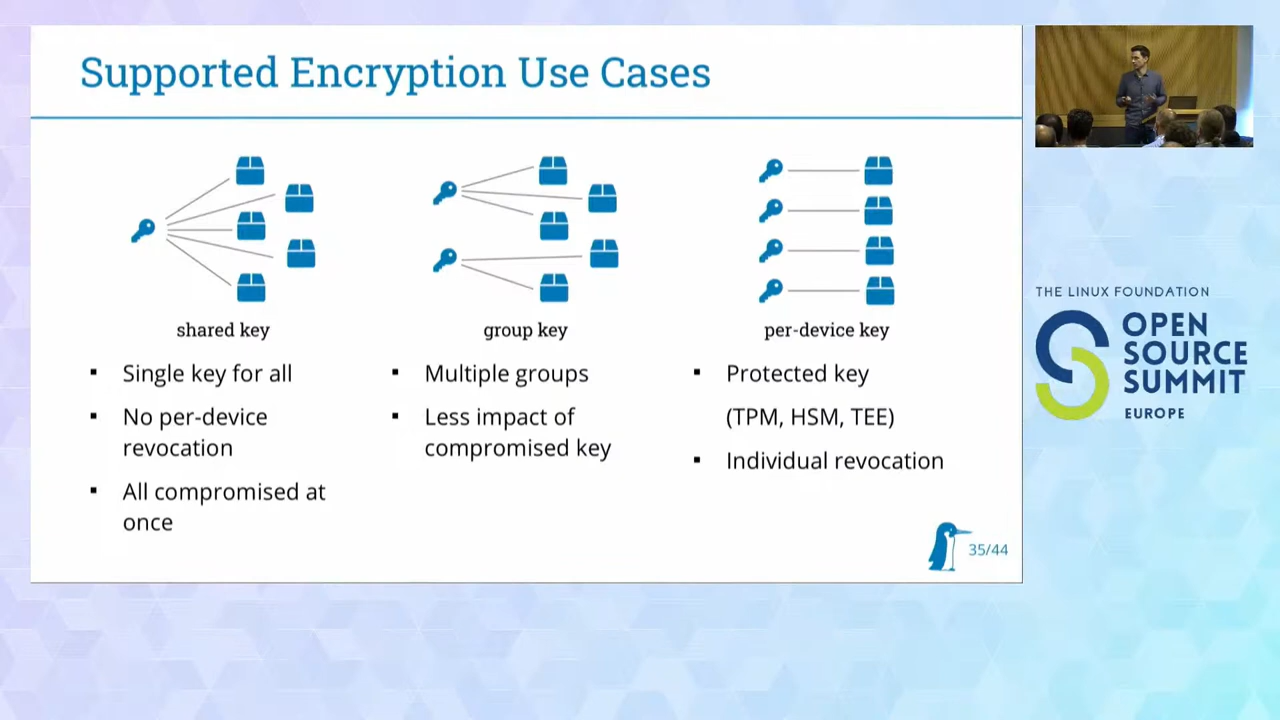 Supported Encryption Use Cases
shared key
▪ Single key for all
▪ No per-device
revocation
▪ All compromised at
once
group key
▪ Multiple groups
▪ Less impact of
compromised key
per-device key
▪ Protected key
(TPM, HSM, TEE)
▪ Individual revocation
35/44
THE LINUX FOUNDATION
OPEN
SOURCE
SUMMIT
EUROPE